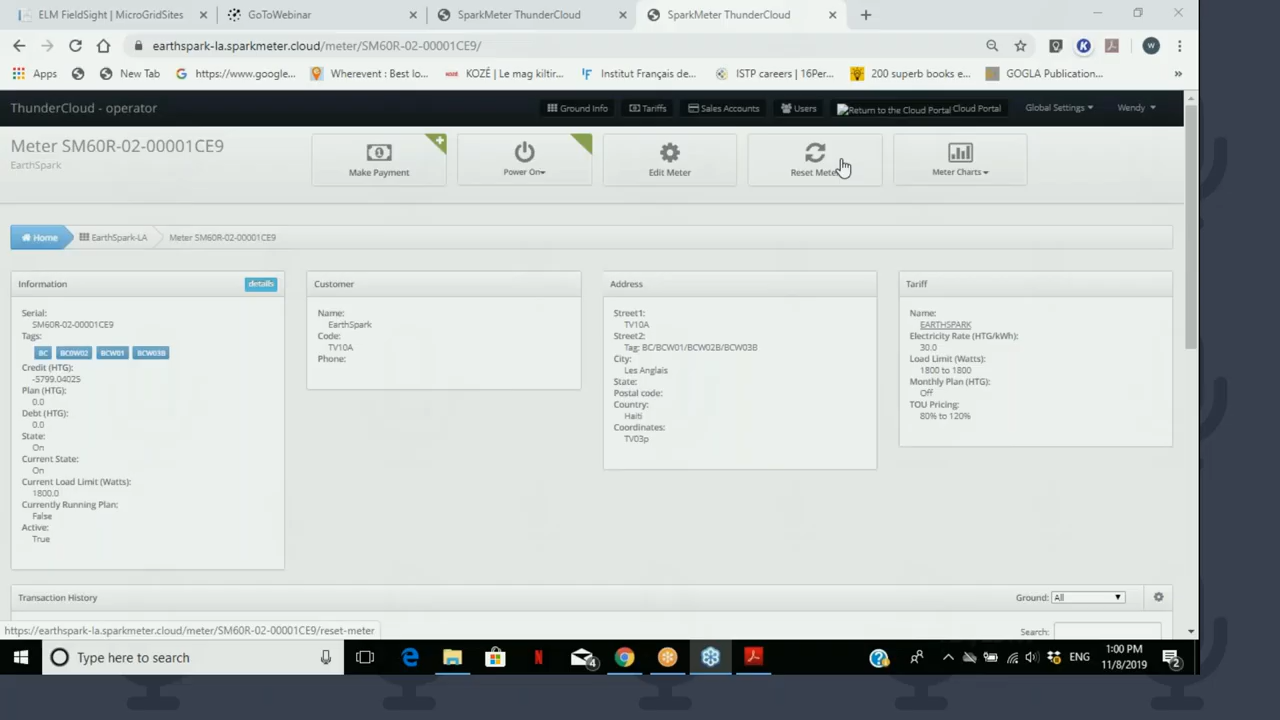 ELM FieldSight | MicroGridSites
GoToWebinar
SparkMeter ThunderCloud
SparkMeter ThunderCloud
earthspark-la.sparkmeter.cloud/meter/SM60R-02-00001CE9/
Apps
New Tab
https://www.google...
Wherevent : Best lo...
KOZÉ | Le mag kiltir...
Institut Français de...
ISTP careers | 16Per...
200 superb books e...
GOGLA Publication...
ThunderCloud - operator
Ground Info
Tariffs
Sales Accounts
Users
Return to the Cloud Portal Cloud Portal
Global Settings
Wendy
Meter SM60R-02-00001CE9
EarthSpark
Make Payment
Power On
Edit Meter
Reset Meter
Meter Charts
Home
EarthSpark-LA
Meter SM60R-02-00001CE9
Information
details
Serial:
SM60R-02-00001CE9
Tags:
BC BC0W02 BCW01 BCW03B
Credit (HTG):
-5799.04025
Plan (HTG):
0.0
Debt (HTG):
0.0
State:
On
Current State:
On
Current Load Limit (Watts):
1800.0
Currently Running Plan:
False
Active:
True
Customer
Name:
EarthSpark
Code:
TV10A
Phone:
Address
Street1:
TV10A
Street2:
Tag: BC/BCW01/BCW02B/BCW03B
City:
Les Anglais
State:
Postal code:
Country:
Haiti
Coordinates:
TV03p
Tariff
Name:
EARTHSPARK
Electricity Rate (HTG/kWh):
30.0
Load Limit (Watts):
1800 to 1800
Monthly Plan (HTG):
Off
TOU Pricing:
80% to 120%
Transaction History
Ground:
All
Search:
https://earthspark-la.sparkmeter.cloud/meter/SM60R-02-00001CE9/reset-meter
Type here to search
4
ENG
1:00 PM
11/8/2019
2